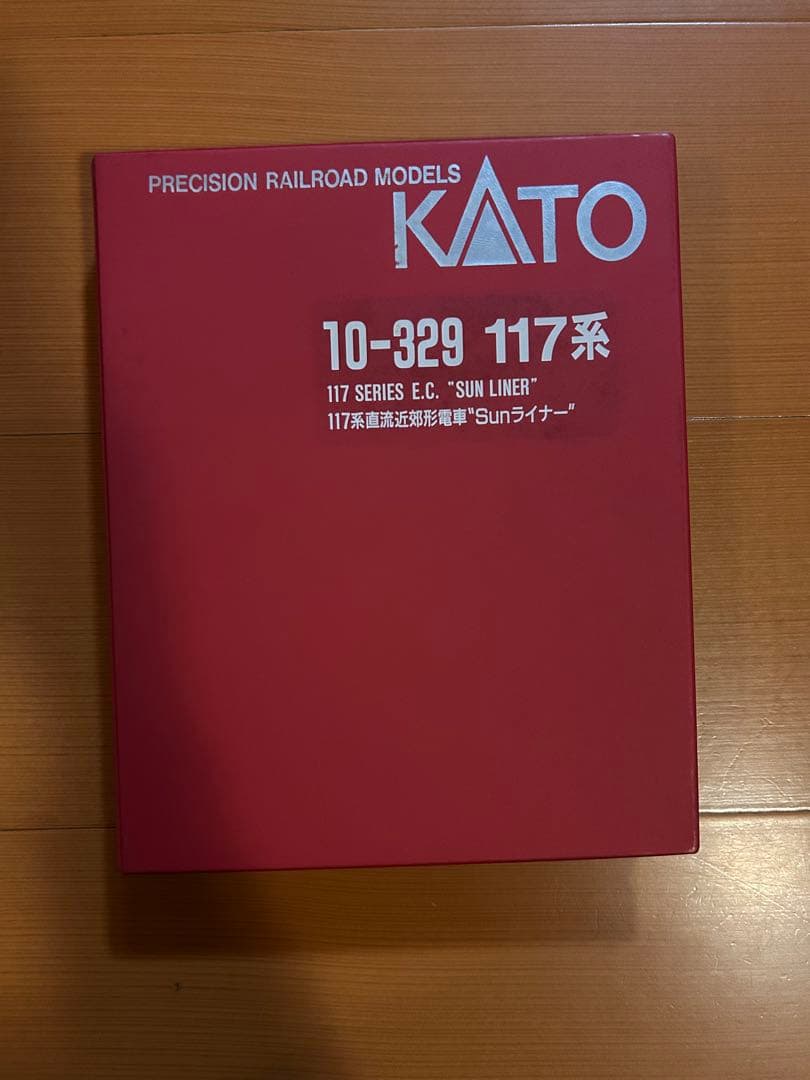 PRECISION RAILROAD MODELS
KATO
10-329 117系
117 SERIES E.C. "SUN LINER"
117系直流近郊形電車"Sunライナー"